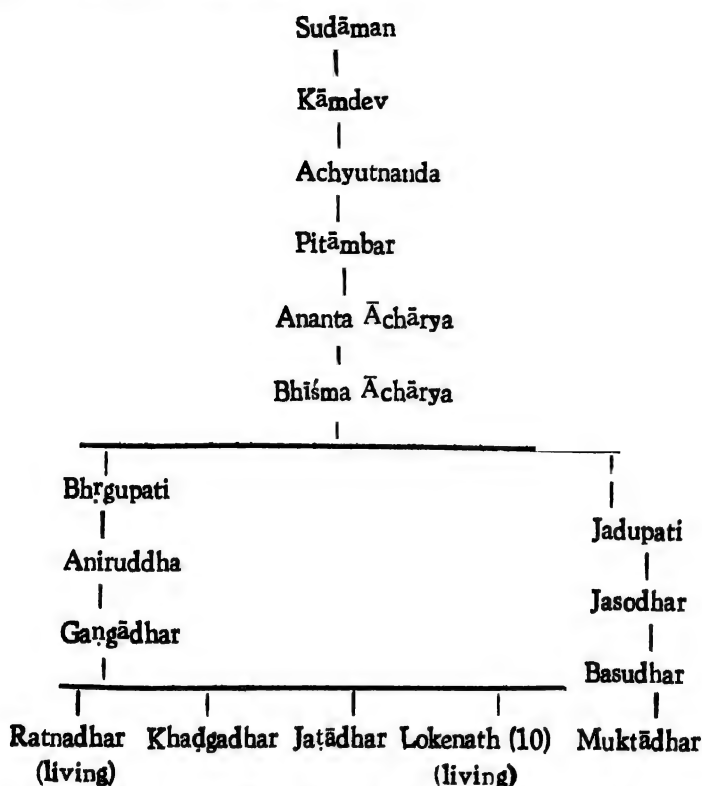 Sudāman
Kāmdev
Achyutnanda
Pitāmbar
Ananta Āchārya
Bhīśma Āchārya
Bhṛgupati
Jadupati
Aniruddha
Jasodhar
Gaṇgādhar
Basudhar
Ratnadhar Khaḍgadhar Jaṭādhar Lokenath (10) Muktādhar
(living) (living)